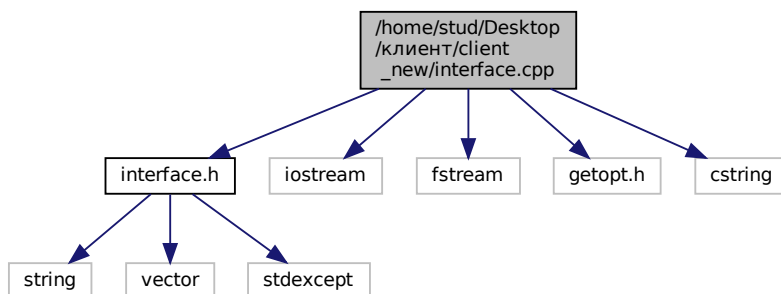 /home/stud/Desktop
/клиент/client
_new/interface.cpp
interface.h
iostream
fstream
getopt.h
cstring
string
vector
stdexcept